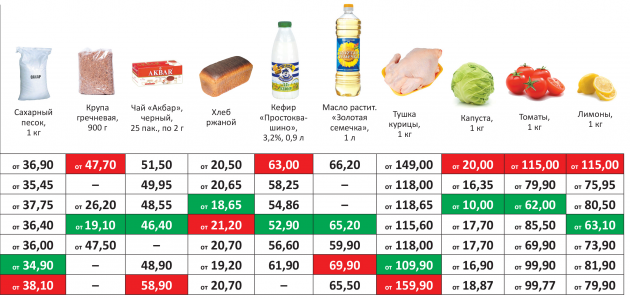 САХАР
AKBAR
Сахарный песок, 1 кг
Крупа гречневая, 900 г
Чай «Акбар», черный, 25 пак., по 2 г
Хлеб ржаной
Кефир «Простоква-шино», 3,2%, 0,9 л
Масло растит. «Золотая семечка», 1 л
Тушка курицы, 1 кг
Капуста, 1 кг
Томаты, 1 кг
Лимоны, 1 кг
от 36,90 от 47,70 51,50 от 20,50 63,00 66,20 от 149,00 от 20,00 от 115,00 от 115,00
от 35,45 – 49,95 от 20,65 58,25 – от 118,00 от 16,35 от 79,90 от 75,95
от 37,75 от 26,20 48,55 от 18,65 54,86 – от 118,65 от 10,00 от 62,00 от 80,50
от 36,40 от 19,10 46,40 от 21,20 52,90 65,20 от 115,60 от 17,70 от 85,50 от 63,10
от 36,00 от 47,50 – от 20,70 56,60 59,90 от 118,00 от 17,70 от 69,90 от 73,90
от 34,90 – 48,90 от 19,20 61,90 69,90 от 109,90 от 16,90 от 99,90 от 81,90
от 38,10 – 58,90 от 20,70 – 65,50 от 159,90 от 18,87 от 99,77 от 79,90